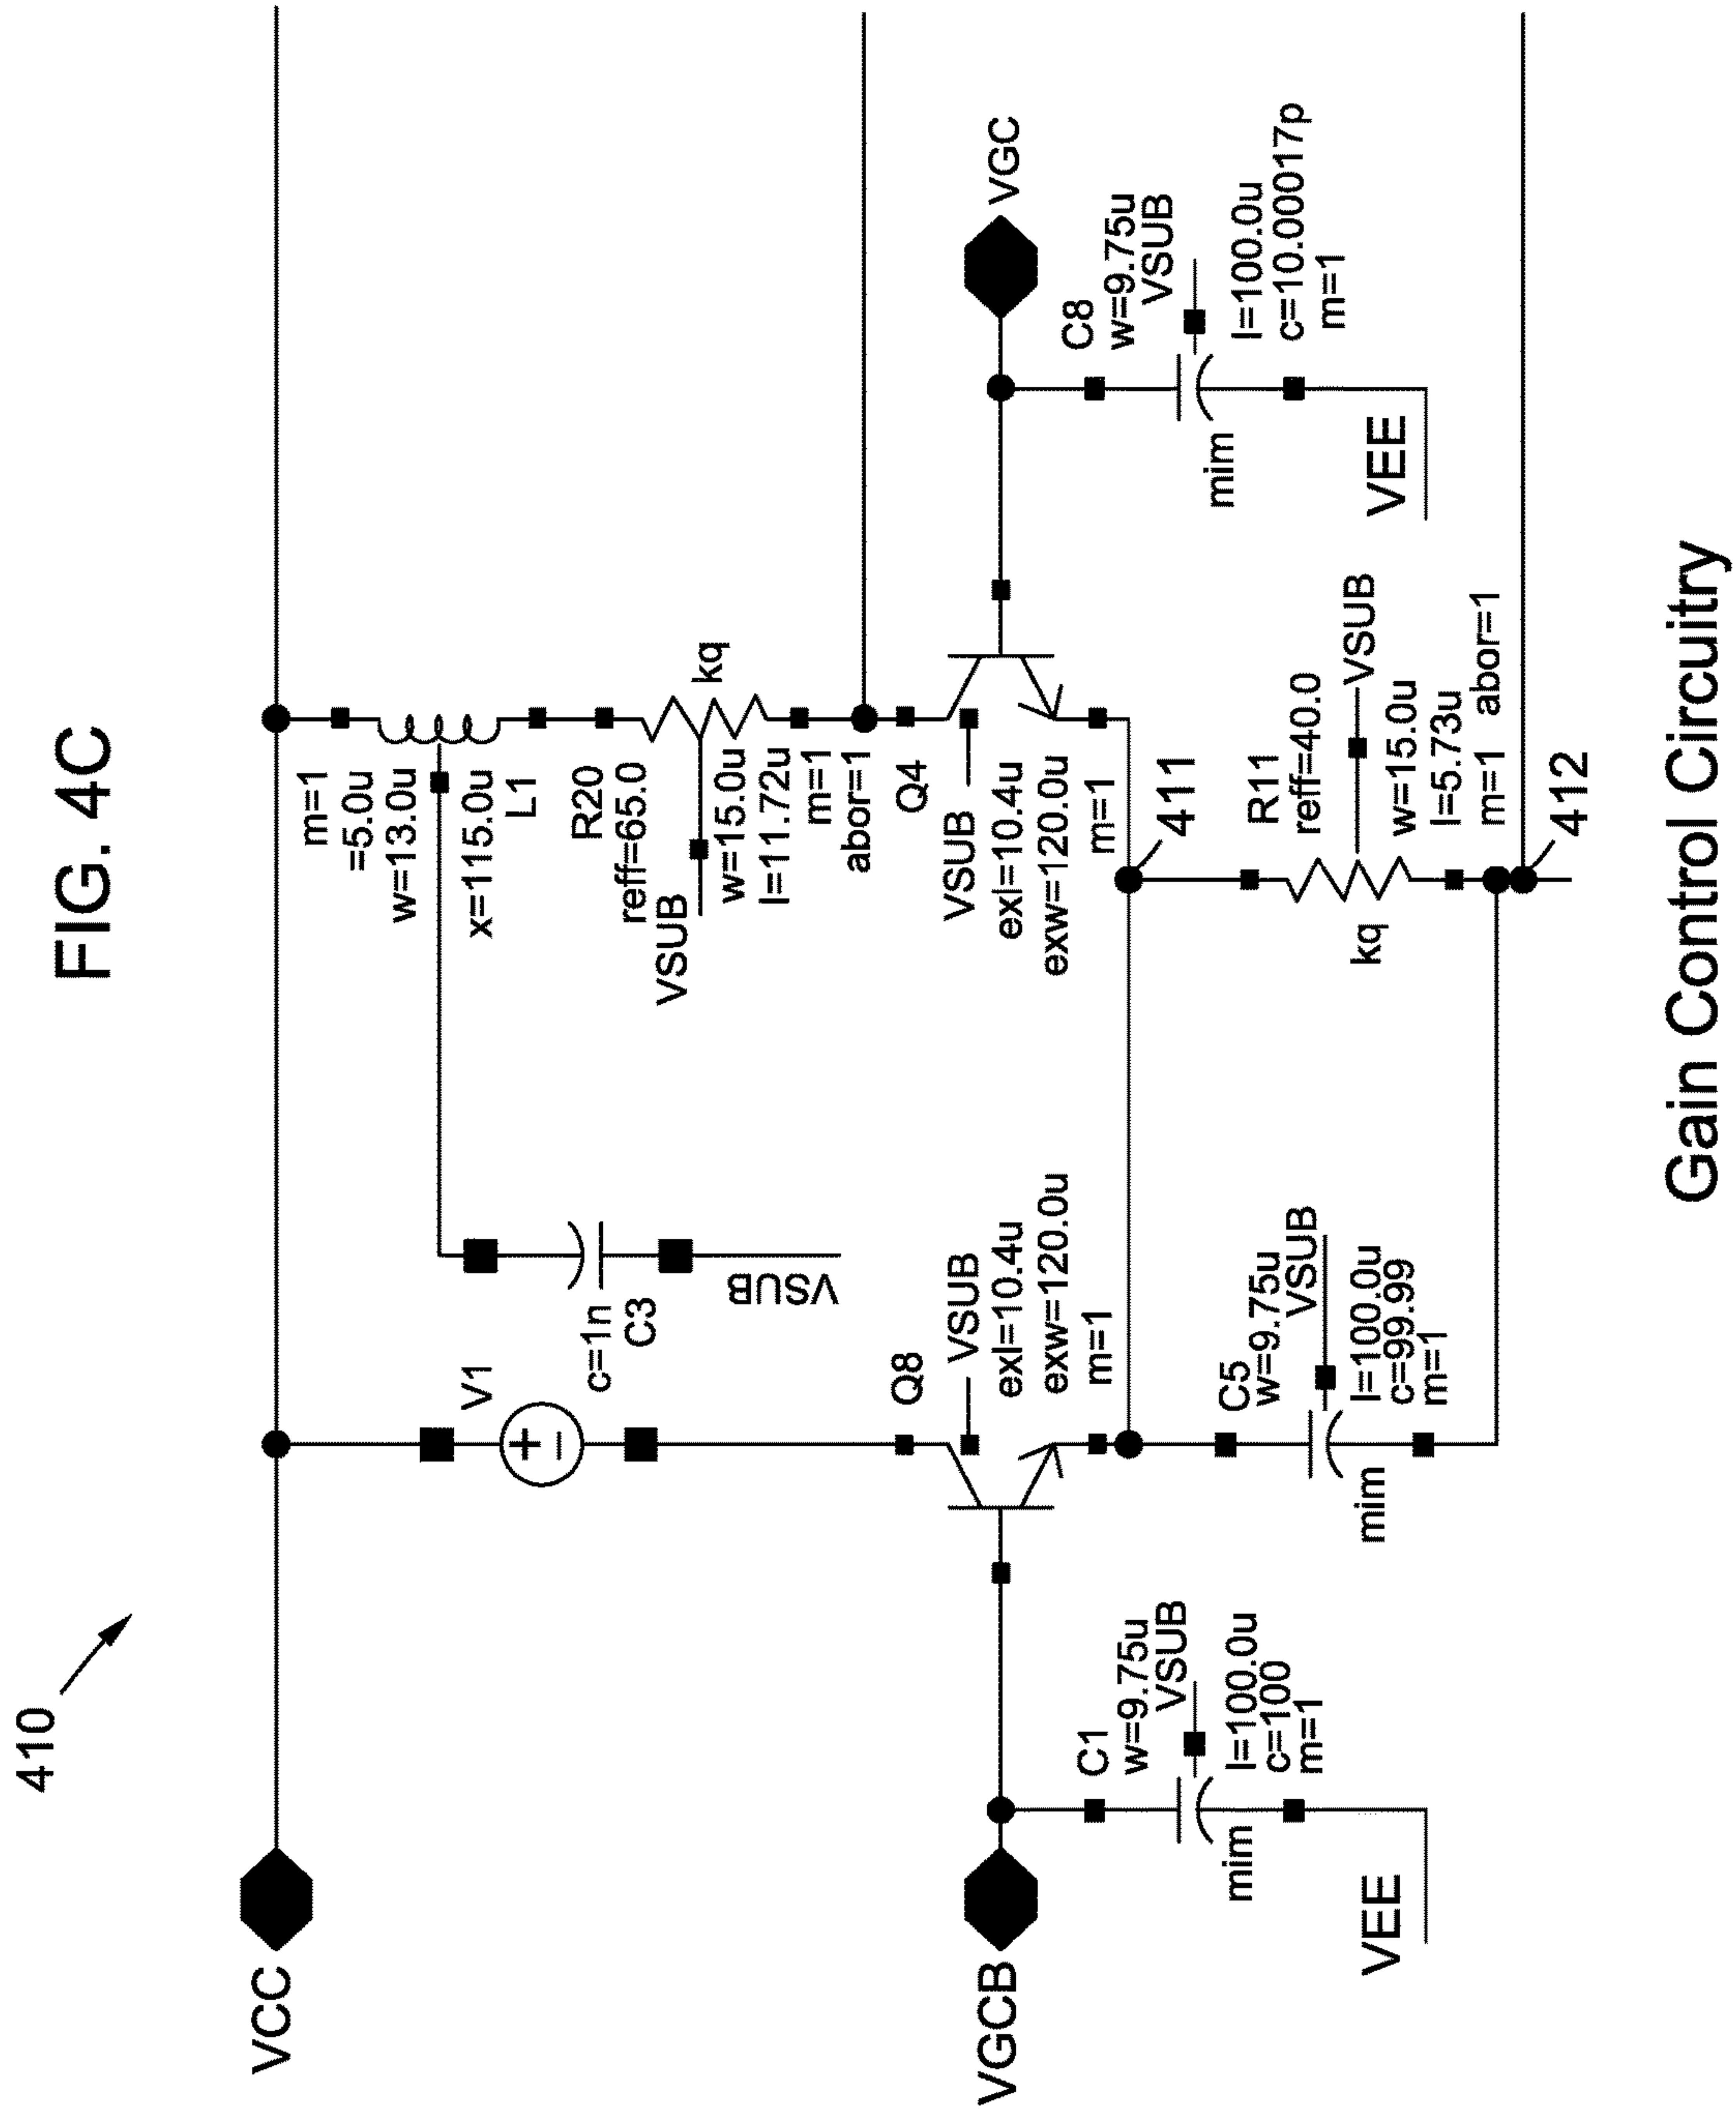 FIG. 4C
410
VCC
m=1
=5.0u
w=13.0u
x=115.0u
L1
V1
c=1n
C3
VSUB
R20
reff=65.0
VSUB
kq
w=15.0u
l=11.72u
m=1
abor=1
Q8
VSUB
exl=10.4u
exw=120.0u
m=1
Q4
VSUB
exl=10.4u
exw=120.0u
m=1
VGCB
VGC
C1
w=9.75u
VSUB
mim
l=100.0u
c=100
m=1
VEE
C8
w=9.75u
VSUB
mim
l=100.0u
c=10.00017p
m=1
VEE
411
C5
w=9.75u
VSUB
mim
l=100.0u
c=99.99
m=1
R11
reff=40.0
VSUB
kq
w=15.0u
l=5.73u
m=1
abor=1
412
Gain Control Circuitry